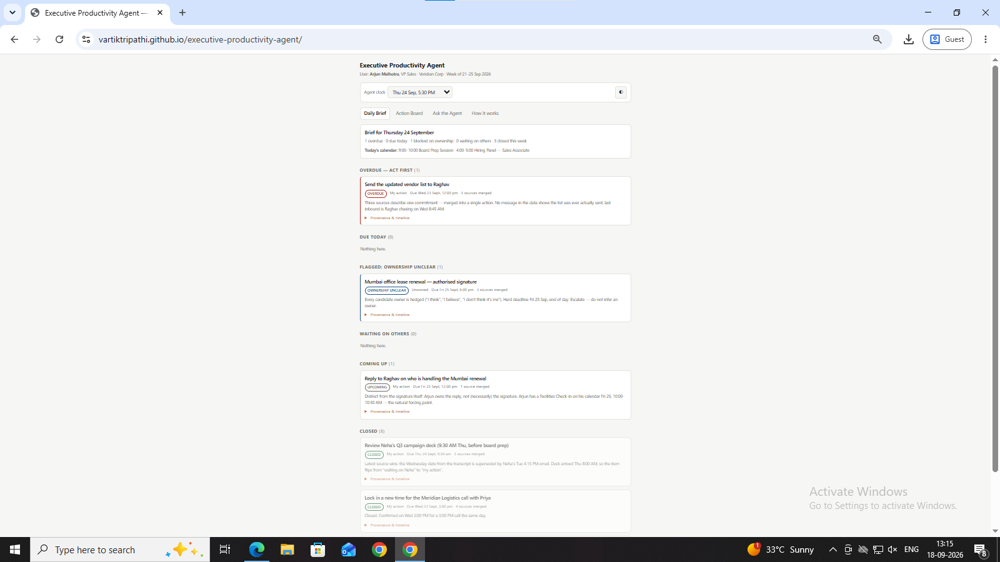 Executive Productivity Agent —
vartiktripathi.github.io/executive-productivity-agent/
Guest
Executive Productivity Agent
User: Arjun Malhotra, VP Sales · Veridian Corp · Week of 21-25 Sep 2026
Agent clock
Thu 24 Sep, 5:30 PM
Daily Brief
Action Board
Ask the Agent
How it works
Brief for Thursday 24 September
1 overdue · 0 due today · 1 blocked on ownership · 0 waiting on others · 3 closed this week
Today's calendar: 9:00-10:00 Board Prep Session · 4:00-5:00 Hiring Panel — Sales Associate
OVERDUE — ACT FIRST (1)
Send the updated vendor list to Raghav
OVERDUE My action Due Wed 23 Sept, 12:00 pm 3 sources merged
Three sources describe one commitment — merged into a single action. No message in the data shows the list was ever actually sent; last
inbound is Raghav chasing on Wed 8:45 AM.
Provenance & timeline
DUE TODAY (0)
Nothing here.
FLAGGED: OWNERSHIP UNCLEAR (1)
Mumbai office lease renewal — authorised signature
OWNERSHIP UNCLEAR Unowned Due Fri 25 Sept, 6:00 pm 3 sources merged
Every candidate owner is hedged ("I think", "I believe", "I don't think it's me"). Hard deadline Fri 25 Sep, end of day. Escalate — do not infer an
owner.
Provenance & timeline
WAITING ON OTHERS (0)
Nothing here.
COMING UP (1)
Reply to Raghav on who is handling the Mumbai renewal
UPCOMING My action Due Fri 25 Sept, 12:00 pm 1 source merged
Distinct from the signature itself: Arjun owns the reply, not (necessarily) the signature. Arjun has a Facilities Check-in on his calendar Fri 25, 10:00-
10:30 AM — the natural forcing point.
Provenance & timeline
CLOSED (3)
Review Neha's Q3 campaign deck (9:30 AM Thu, before board prep)
CLOSED My action Due Thu 24 Sept, 9:30 am 3 sources merged
Latest source wins: the Wednesday date from the transcript is superseded by Neha's Tue 4:15 PM email. Deck arrived Thu 8:00 AM, so the item
flips from "waiting on Neha" to "my action".
Provenance & timeline
Lock in a new time for the Meridian Logistics call with Priya
CLOSED My action Due Wed 23 Sept, 3:00 pm 4 sources merged
Closed. Confirmed on Wed 2:00 PM for a 3:00 PM call the same day.
Provenance & timeline
Activate Windows
Go to Settings to activate Windows.
Type here to search
1
33°C Sunny
ENG
13:15
18-09-2026
8